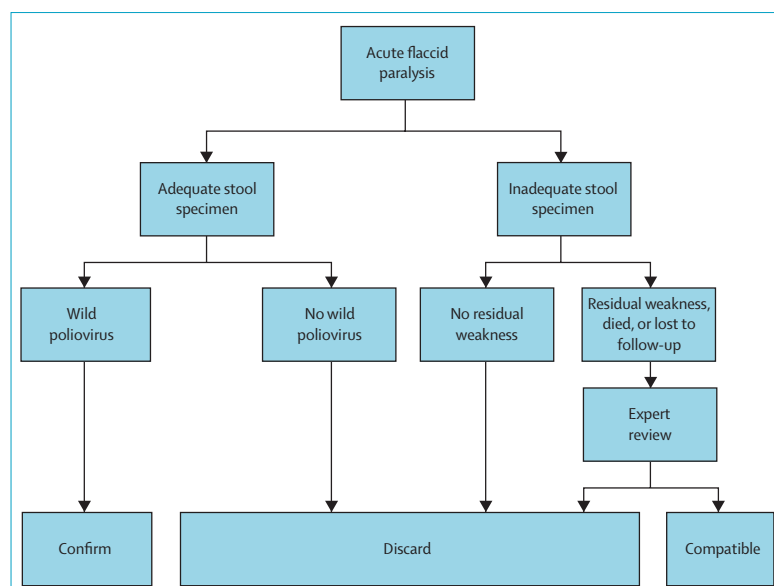 Acute flaccid
paralysis
Adequate stool
specimen
Inadequate stool
specimen
Wild
poliovirus
No wild
poliovirus
No residual
weakness
Residual weakness,
died, or lost to
follow-up
Expert
review
Confirm
Discard
Compatible